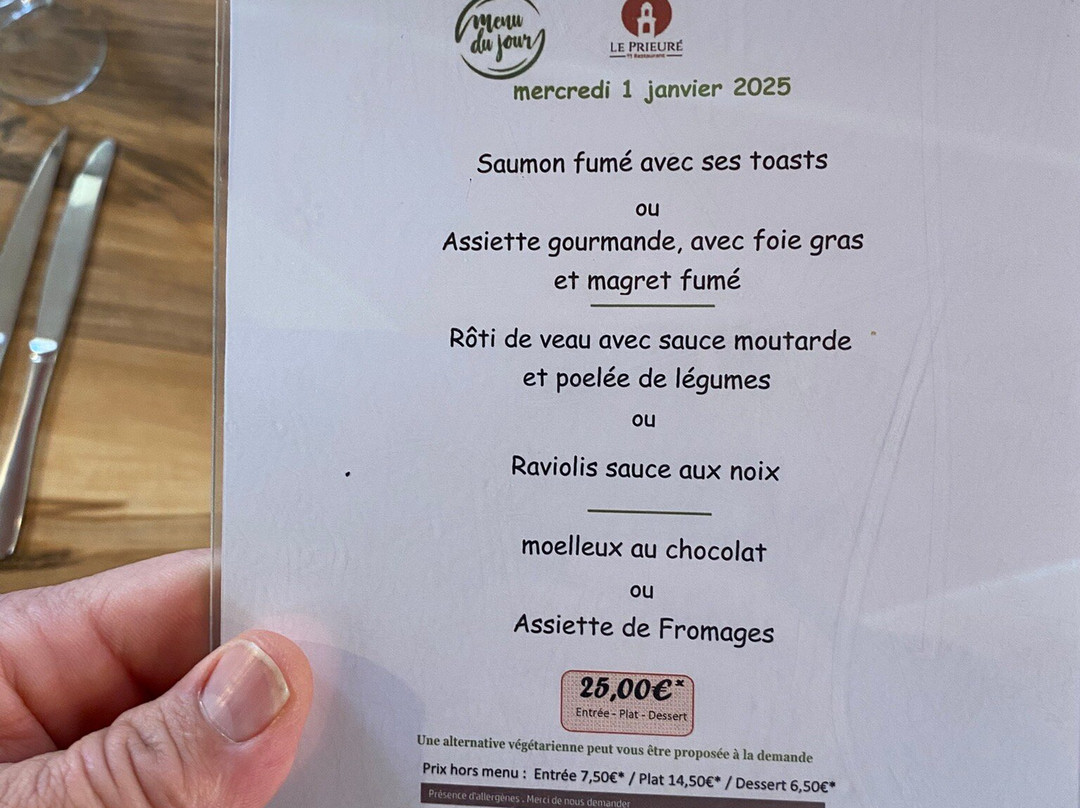 menu
du jour
LE PRIEURÉ
Restaurant
mercredi 1 janvier 2025
Saumon fumé avec ses toasts
ou
Assiette gourmande, avec foie gras
et magret fumé
Rôti de veau avec sauce moutarde
et poelée de légumes
ou
Raviolis sauce aux noix
moelleux au chocolat
ou
Assiette de Fromages
25,00€*
Entrée - Plat - Dessert
Une alternative végétarienne peut vous être proposée à la demande
Prix hors menu : Entrée 7,50€* / Plat 14,50€* / Dessert 6,50€*
Présence d'allergènes . Merci de nous demander